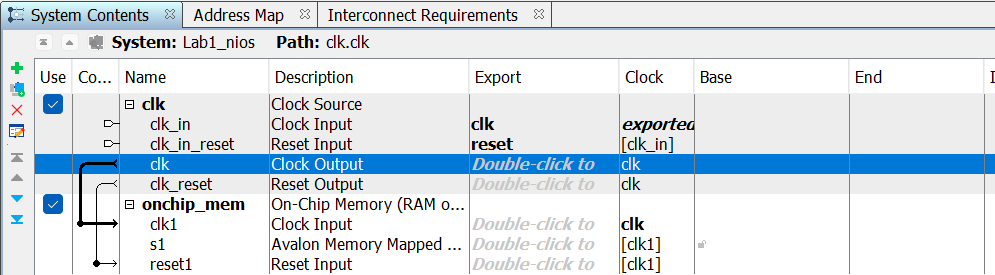 System Contents Address Map Interconnect Requirements
System: Lab1_nios Path: clk.clk
Use Co... Name Description Export Clock Base End
clk Clock Source
clk_in Clock Input clk exported
clk_in_reset Reset Input reset [clk_in]
clk Clock Output Double-click to clk
clk_reset Reset Output Double-click to clk
onchip_mem On-Chip Memory (RAM o...
clk1 Clock Input Double-click to clk
s1 Avalon Memory Mapped ... Double-click to [clk1]
reset1 Reset Input Double-click to [clk1]